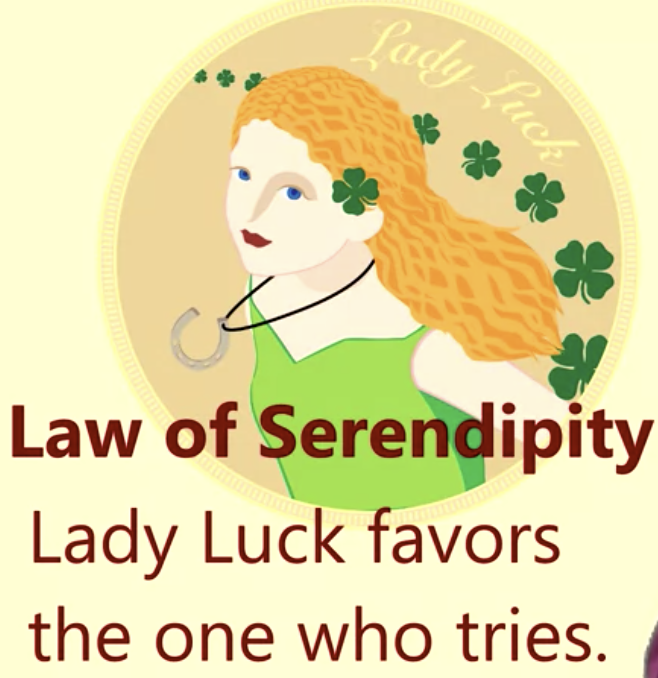 Lady Luck
Law of Serendipity
Lady Luck favors
the one who tries.